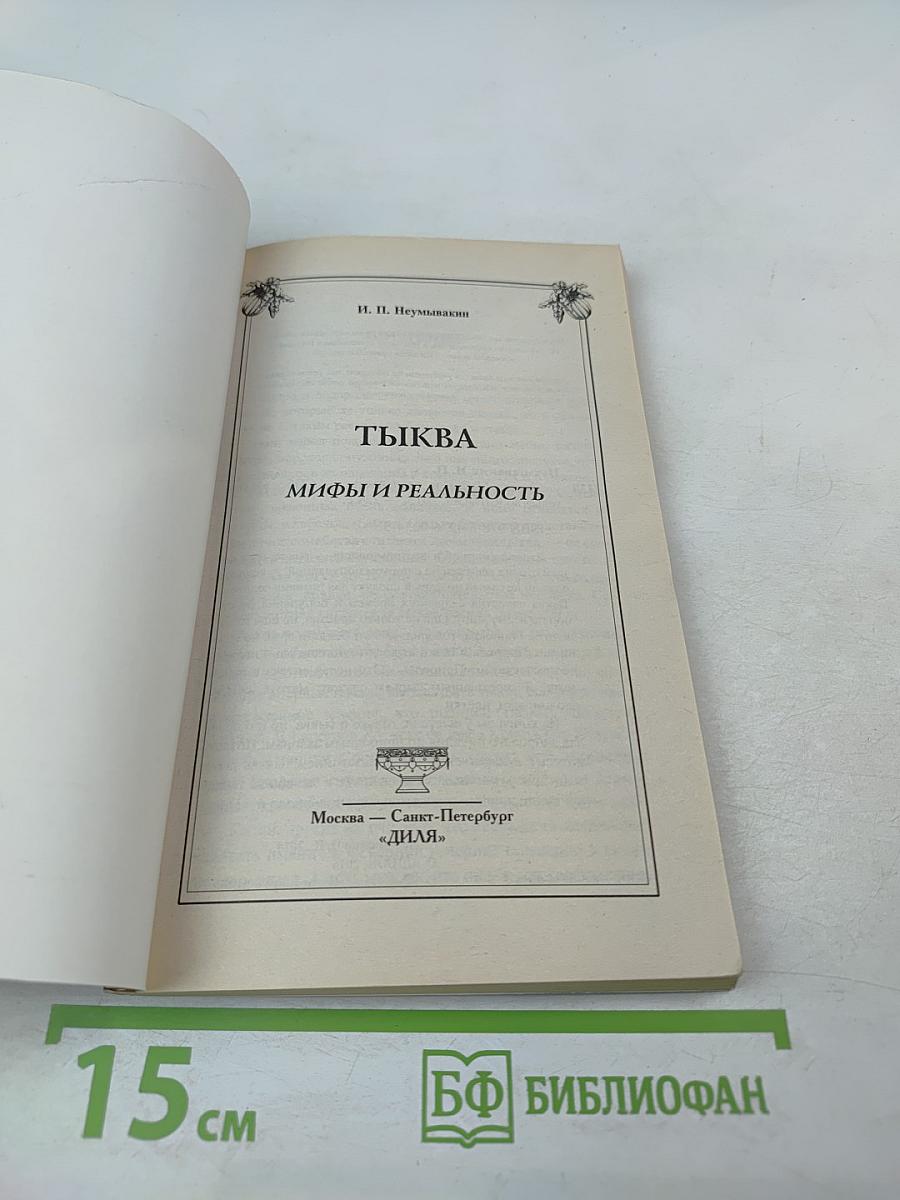 И. П. Неумывакин
ТЫКВА
МИФЫ И РЕАЛЬНОСТЬ
Москва — Санкт-Петербург
«ДИЛЯ»
15 см
БФ БИБЛИОФАН